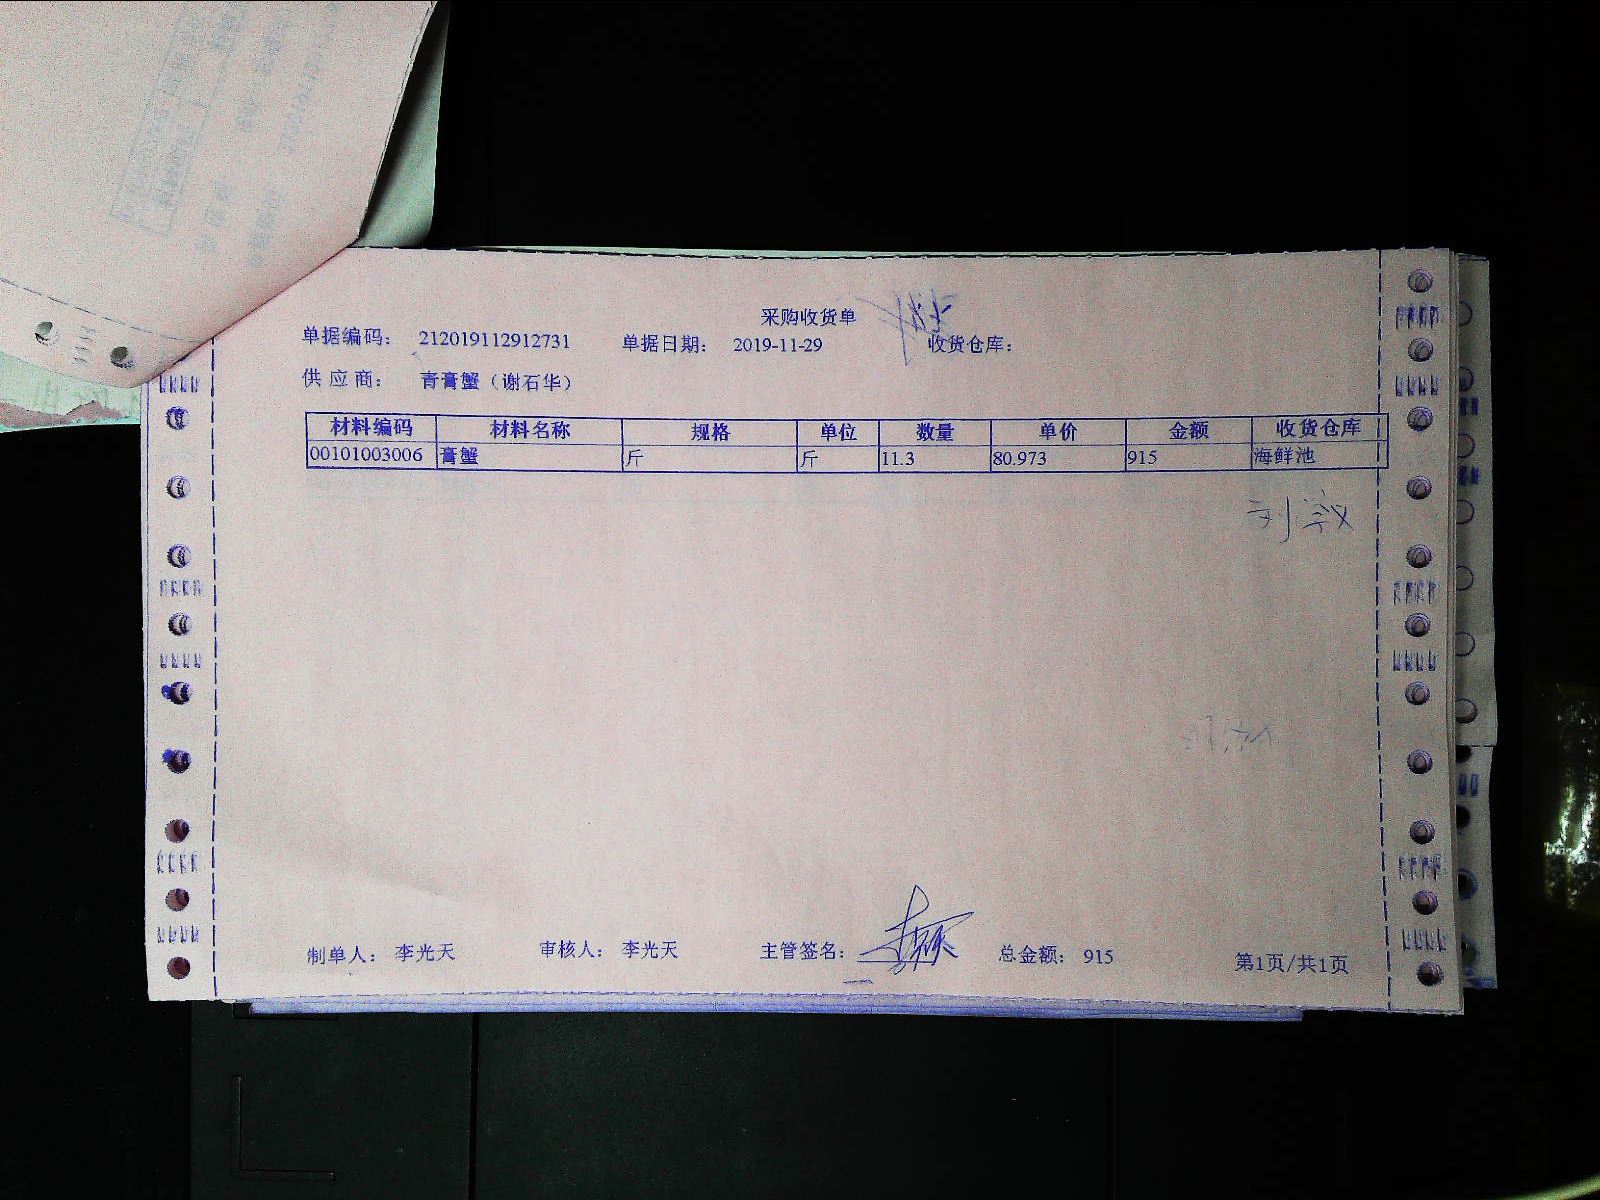 采购收货单
单据编码： 212019112912731 单据日期： 2019-11-29 收货仓库：
供应商： 青膏蟹（谢石华）
材料编码 材料名称 规格 单位 数量 单价 金额 收货仓库
00101003006 膏蟹 斤 斤 11.3 80.973 915 海鲜池
制单人： 李光天 审核人： 李光天 主管签名： 总金额： 915 第1页/共1页